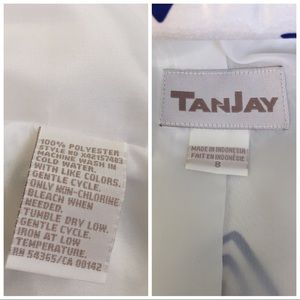 100% POLYESTER
STYLE NO X42157403
MACHINE WASH IN
COLD WATER.
WITH LIKE COLORS.
GENTLE CYCLE.
ONLY NON-CHLORINE
BLEACH WHEN
NEEDED.
TUMBLE DRY LOW.
GENTLE CYCLE.
IRON AT LOW
TEMPERATURE.
RN 54365/CA 00142
TANJAY
MADE IN INDONESIA
FAIT EN INDONÉSIE
8